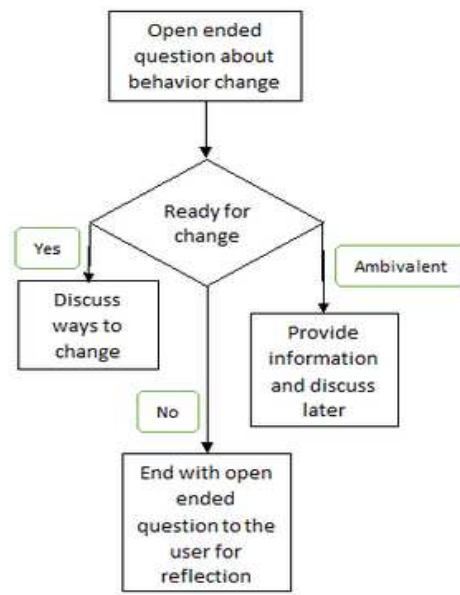 Open ended
question about
behavior change
Ready for
change
Yes
Ambivalent
Discuss
ways to
change
Provide
information
and discuss
later
No
End with open
ended
question to the
user for
reflection